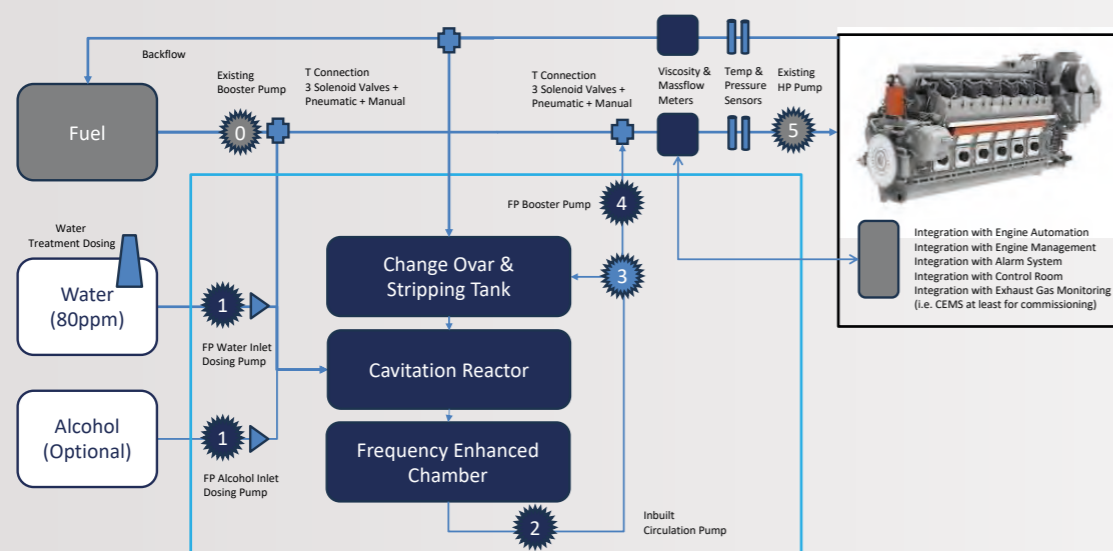 Backflow
Existing
Booster Pump
T Connection
3 Solenoid Valves +
Pneumatic + Manual
T Connection
3 Solenoid Valves +
Pneumatic + Manual
Viscosity &
Massflow
Meters
Temp &
Pressure
Sensors
Existing
HP Pump
Fuel
0
5
FP Booster Pump
4
Water
Treatment Dosing
Water
(80ppm)
1
FP Water Inlet
Dosing Pump
Change Ovar &
Stripping Tank
3
Cavitation Reactor
Alcohol
(Optional)
1
FP Alcohol Inlet
Dosing Pump
Frequency Enhanced
Chamber
2
Inbuilt
Circulation Pump
Integration with Engine Automation
Integration with Engine Management
Integration with Alarm System
Integration with Control Room
Integration with Exhaust Gas Monitoring
(i.e. CEMS at least for commissioning)